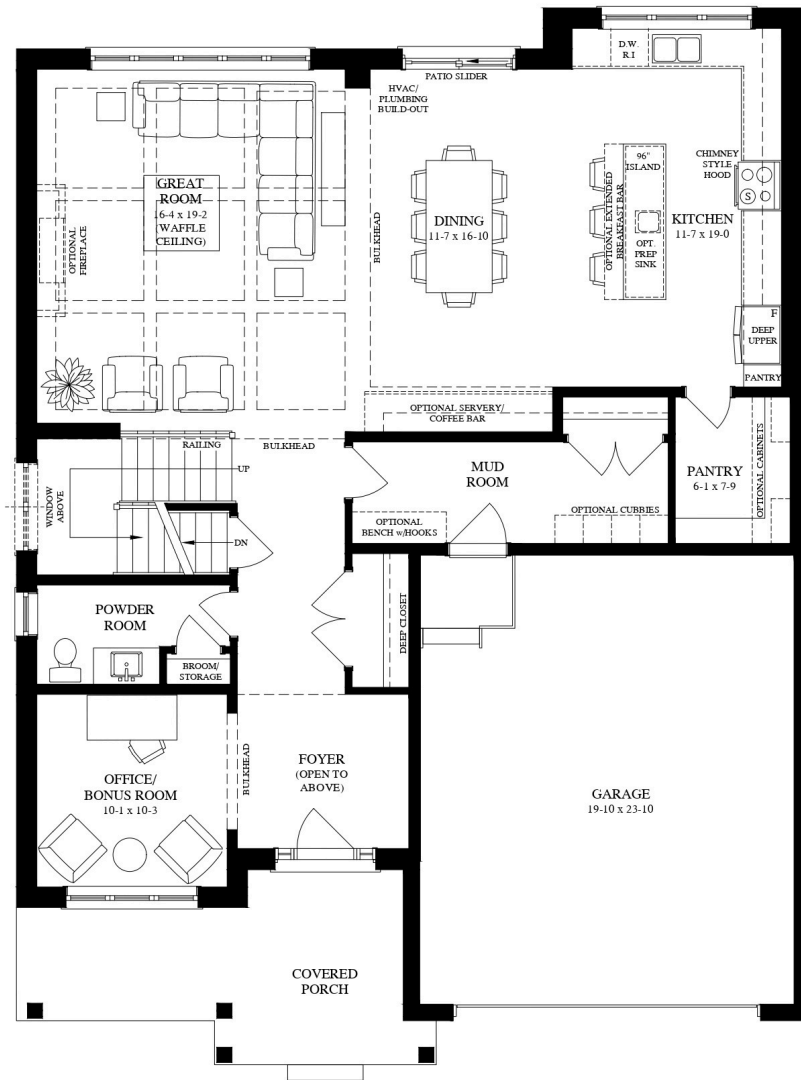 D.W.
R.I
PATIO SLIDER
HVAC/
PLUMBING
BUILD-OUT
GREAT
ROOM
16-4 x 19-2
(WAFFLE
CEILING)
OPTIONAL
FIREPLACE
BULKHEAD
DINING
11-7 x 16-10
OPTIONAL EXTENDED
BREAKFAST BAR
96"
ISLAND
OPT.
PREP
SINK
CHIMNEY
STYLE
HOOD
S
KITCHEN
11-7 x 19-0
F
DEEP
UPPER
PANTRY
OPTIONAL SERVERY/
COFFEE BAR
RAILING
BULKHEAD
UP
WINDOW
ABOVE
DN
MUD
ROOM
OPTIONAL
BENCH w/HOOKS
OPTIONAL CUBBIES
PANTRY
6-1 x 7-9
OPTIONAL CABINETS
POWDER
ROOM
BROOM/
STORAGE
DEEP CLOSET
OFFICE/
BONUS ROOM
10-1 x 10-3
BULKHEAD
FOYER
(OPEN TO
ABOVE)
GARAGE
19-10 x 23-10
COVERED
PORCH